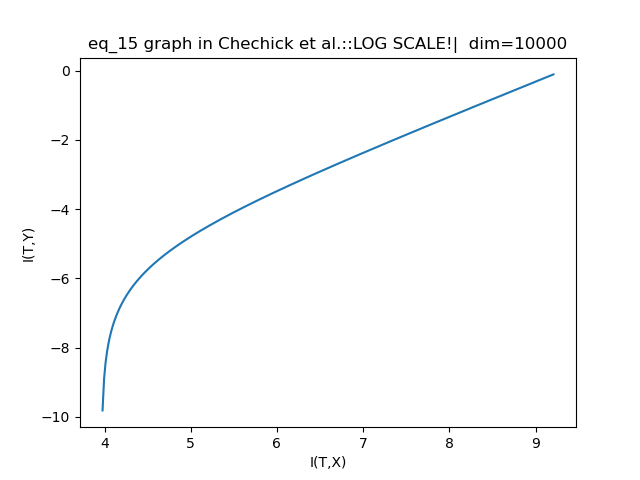 eq_15 graph in Chechick et al.::LOG SCALE!|  dim=10000
0
−2
−4
−6
−8
−10
I(T,Y)
4 5 6 7 8 9
I(T,X)